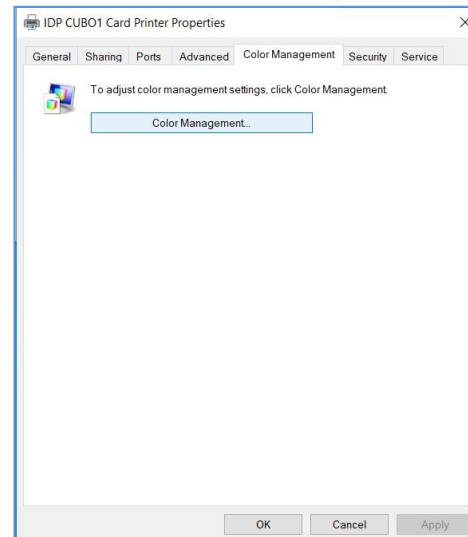 IDP CUBO1 Card Printer Properties
General Sharing Ports Advanced Color Management Security Service
To adjust color management settings, click Color Management.
Color Management...
OK Cancel Apply